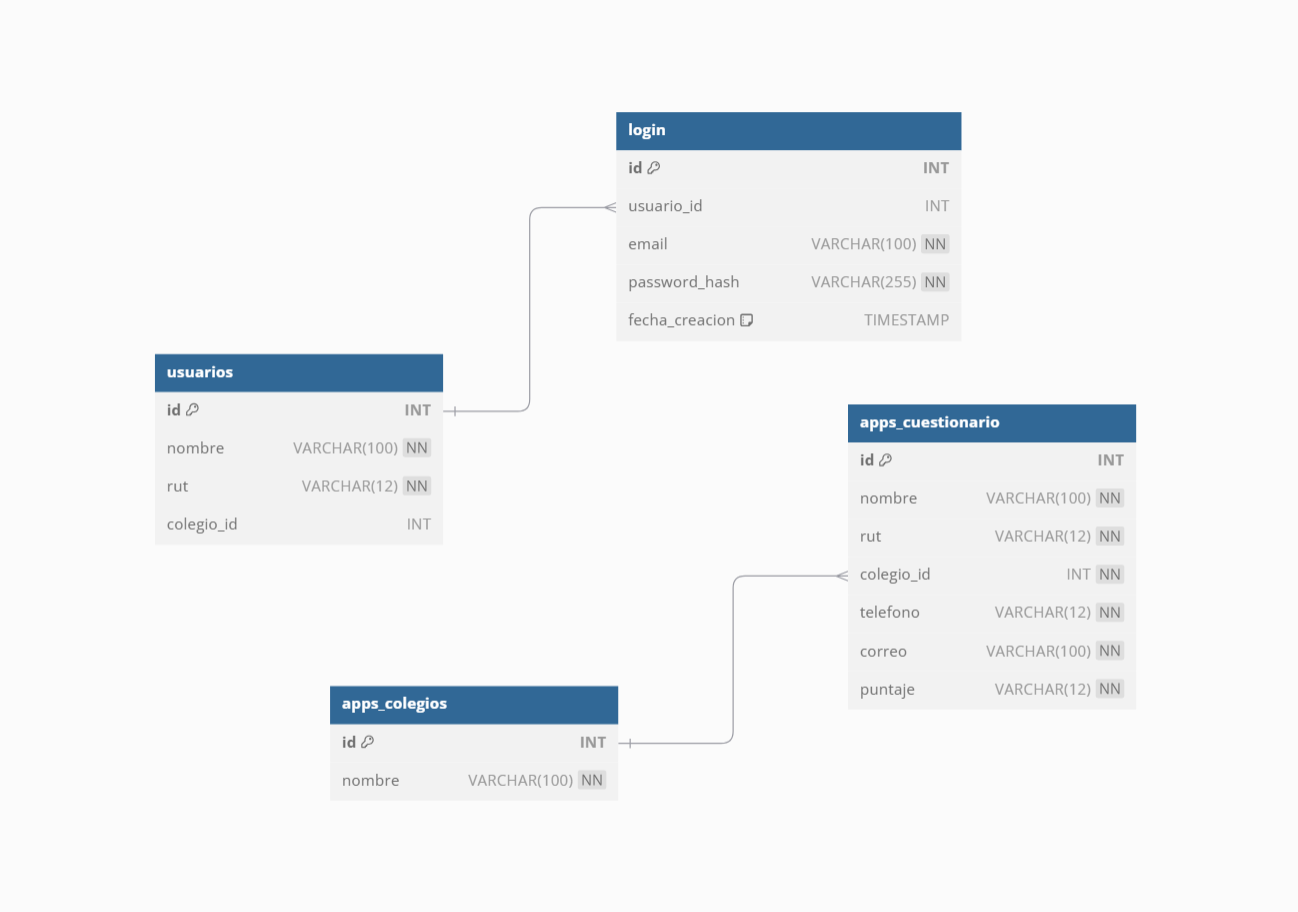 login
id INT
usuario_id INT
email VARCHAR(100) NN
password_hash VARCHAR(255) NN
fecha_creacion TIMESTAMP
usuarios
id INT
nombre VARCHAR(100) NN
rut VARCHAR(12) NN
colegio_id INT
apps_cuestionario
id INT
nombre VARCHAR(100) NN
rut VARCHAR(12) NN
colegio_id INT NN
telefono VARCHAR(12) NN
correo VARCHAR(100) NN
puntaje VARCHAR(12) NN
apps_colegios
id INT
nombre VARCHAR(100) NN